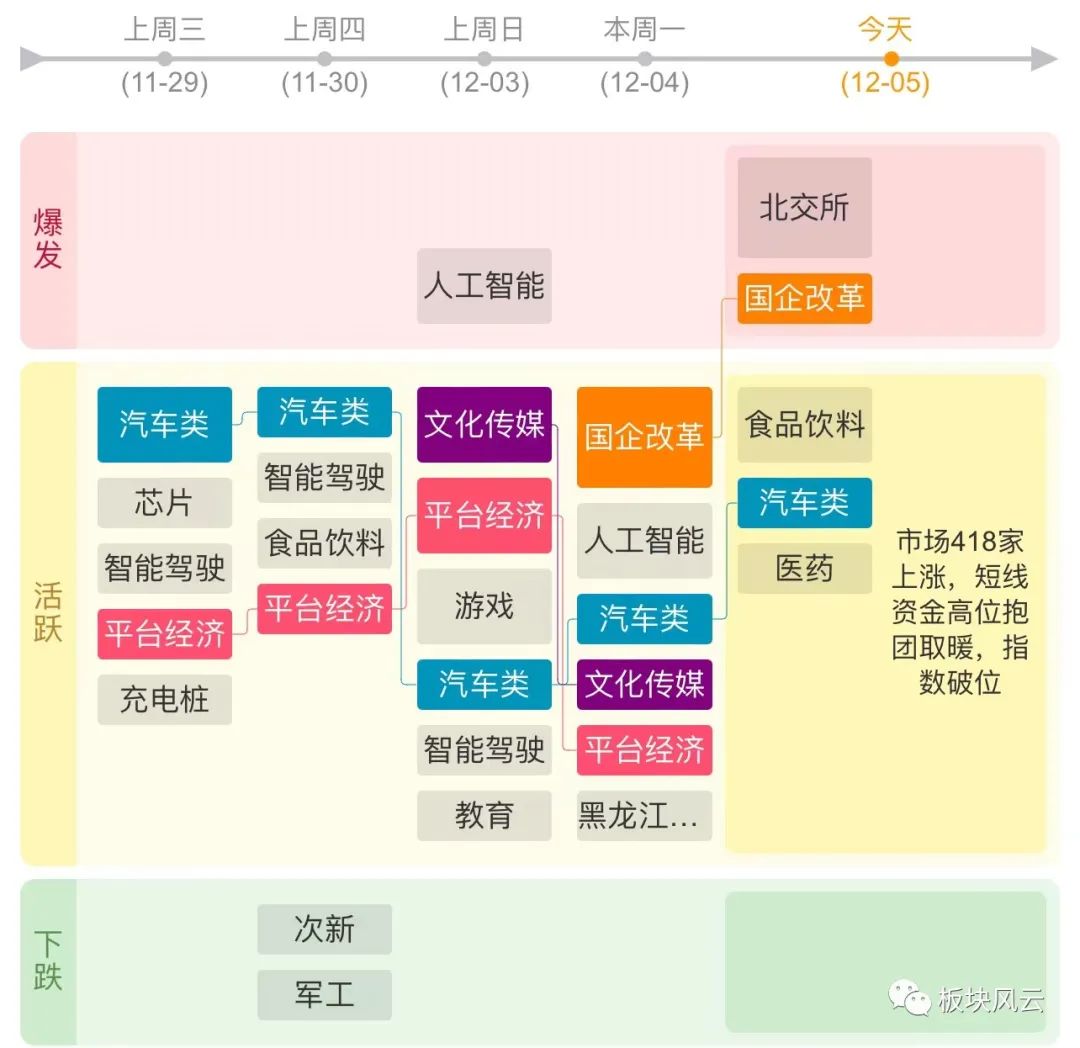 上周三 上周四 上周日 本周一 今天
(11-29) (11-30) (12-03) (12-04) (12-05)
爆发
北交所
人工智能
国企改革
活跃
汽车类
芯片
智能驾驶
平台经济
充电桩
汽车类
智能驾驶
食品饮料
平台经济
文化传媒
平台经济
游戏
汽车类
智能驾驶
教育
国企改革
人工智能
汽车类
文化传媒
平台经济
黑龙江…
食品饮料
汽车类
医药
市场418家
上涨，短线
资金高位抱
团取暖，指
数破位
下跌
次新
军工
板块风云